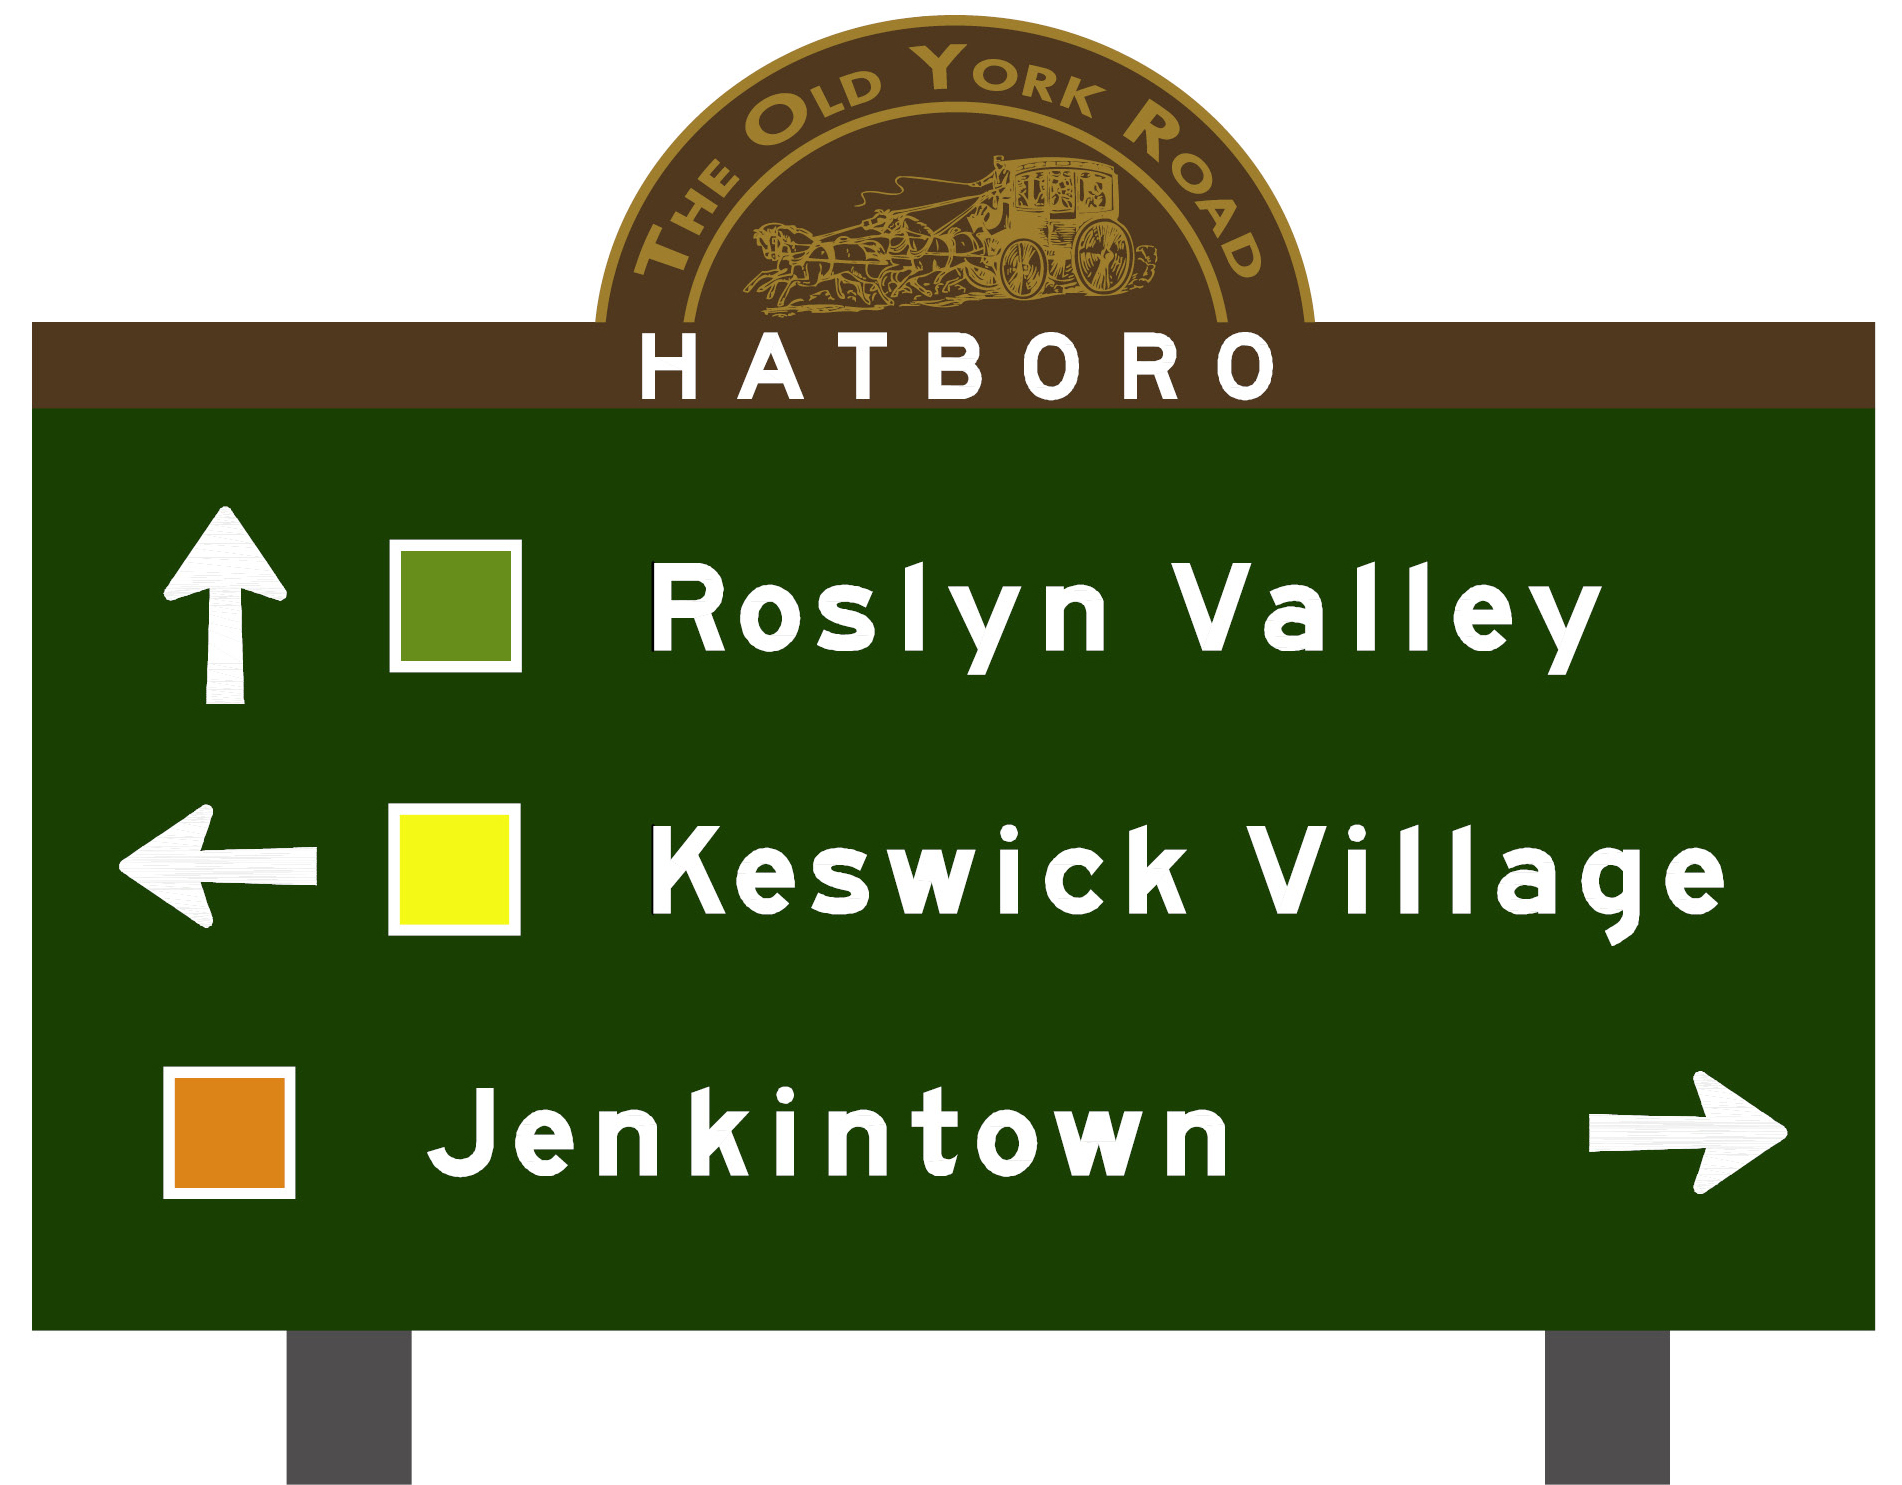 The Old York Road
HATBORO
Roslyn Valley
Keswick Village
Jenkintown